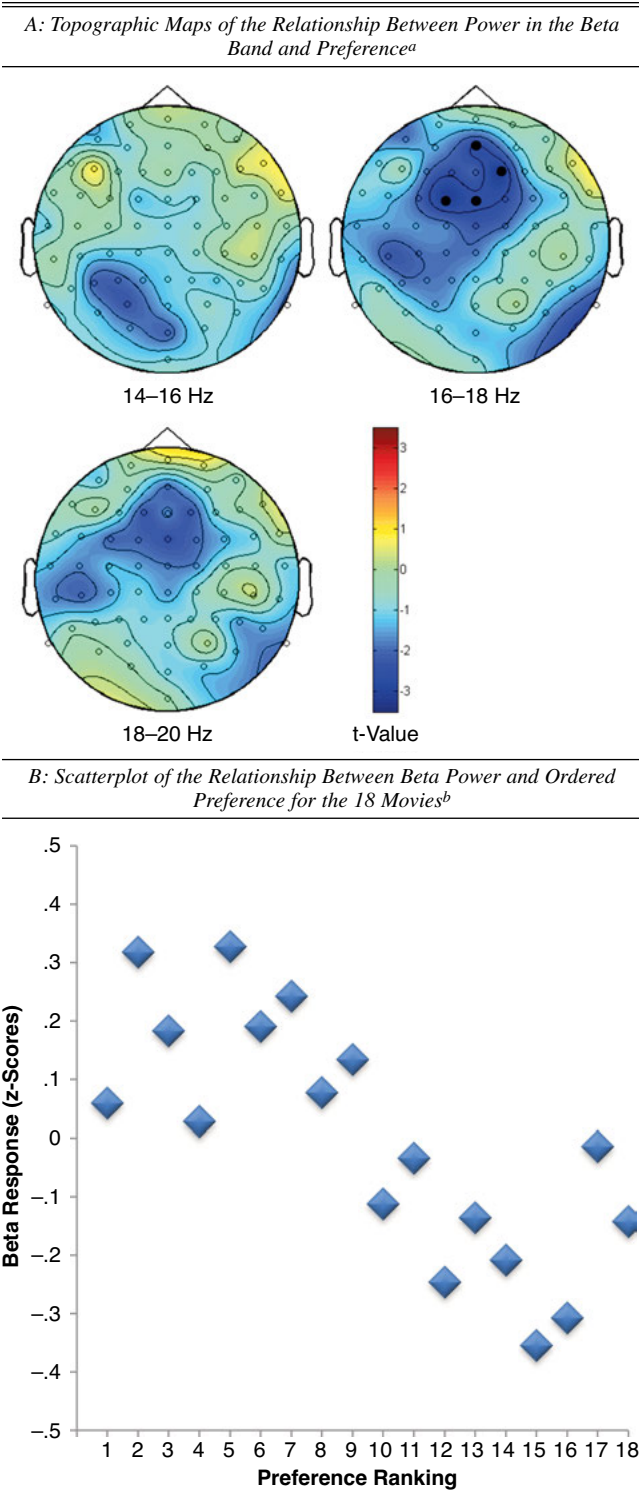 A: Topographic Maps of the Relationship Between Power in the Beta
Band and Preferencea
14–16 Hz
16–18 Hz
3
2
1
0
-1
-2
-3
18–20 Hz
t-Value
B: Scatterplot of the Relationship Between Beta Power and Ordered
Preference for the 18 Moviesb
.5
.4
.3
.2
.1
0
–.1
–.2
–.3
–.4
–.5
Beta Response (z-Scores)
1 2 3 4 5 6 7 8 9 10 11 12 13 14 15 16 17 18
Preference Ranking